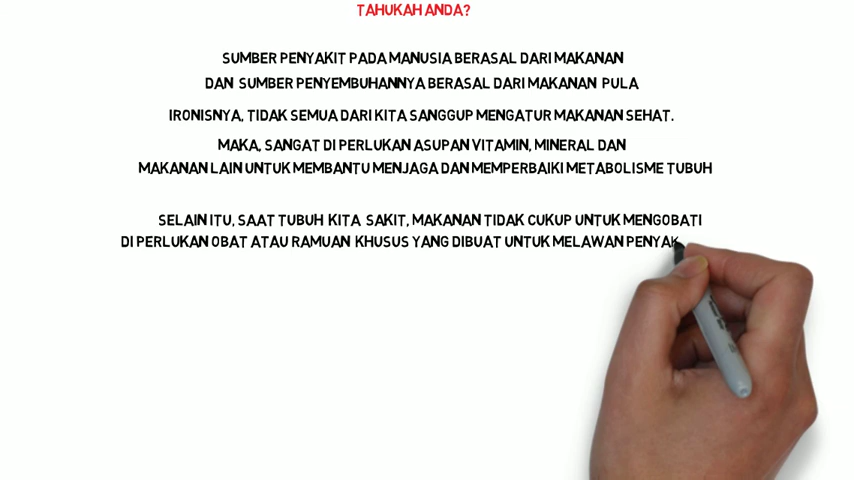 TAHUKAH ANDA?
SUMBER PENYAKIT PADA MANUSIA BERASAL DARI MAKANAN
DAN SUMBER PENYEMBUHANNYA BERASAL DARI MAKANAN PULA
IRONISNYA, TIDAK SEMUA DARI KITA SANGGUP MENGATUR MAKANAN SEHAT.
MAKA, SANGAT DI PERLUKAN ASUPAN VITAMIN, MINERAL DAN
MAKANAN LAIN UNTUK MEMBANTU MENJAGA DAN MEMPERBAIKI METABOLISME TUBUH
SELAIN ITU, SAAT TUBUH KITA SAKIT, MAKANAN TIDAK CUKUP UNTUK MENGOBATI
DI PERLUKAN OBAT ATAU RAMUAN KHUSUS YANG DIBUAT UNTUK MELAWAN PENYAK